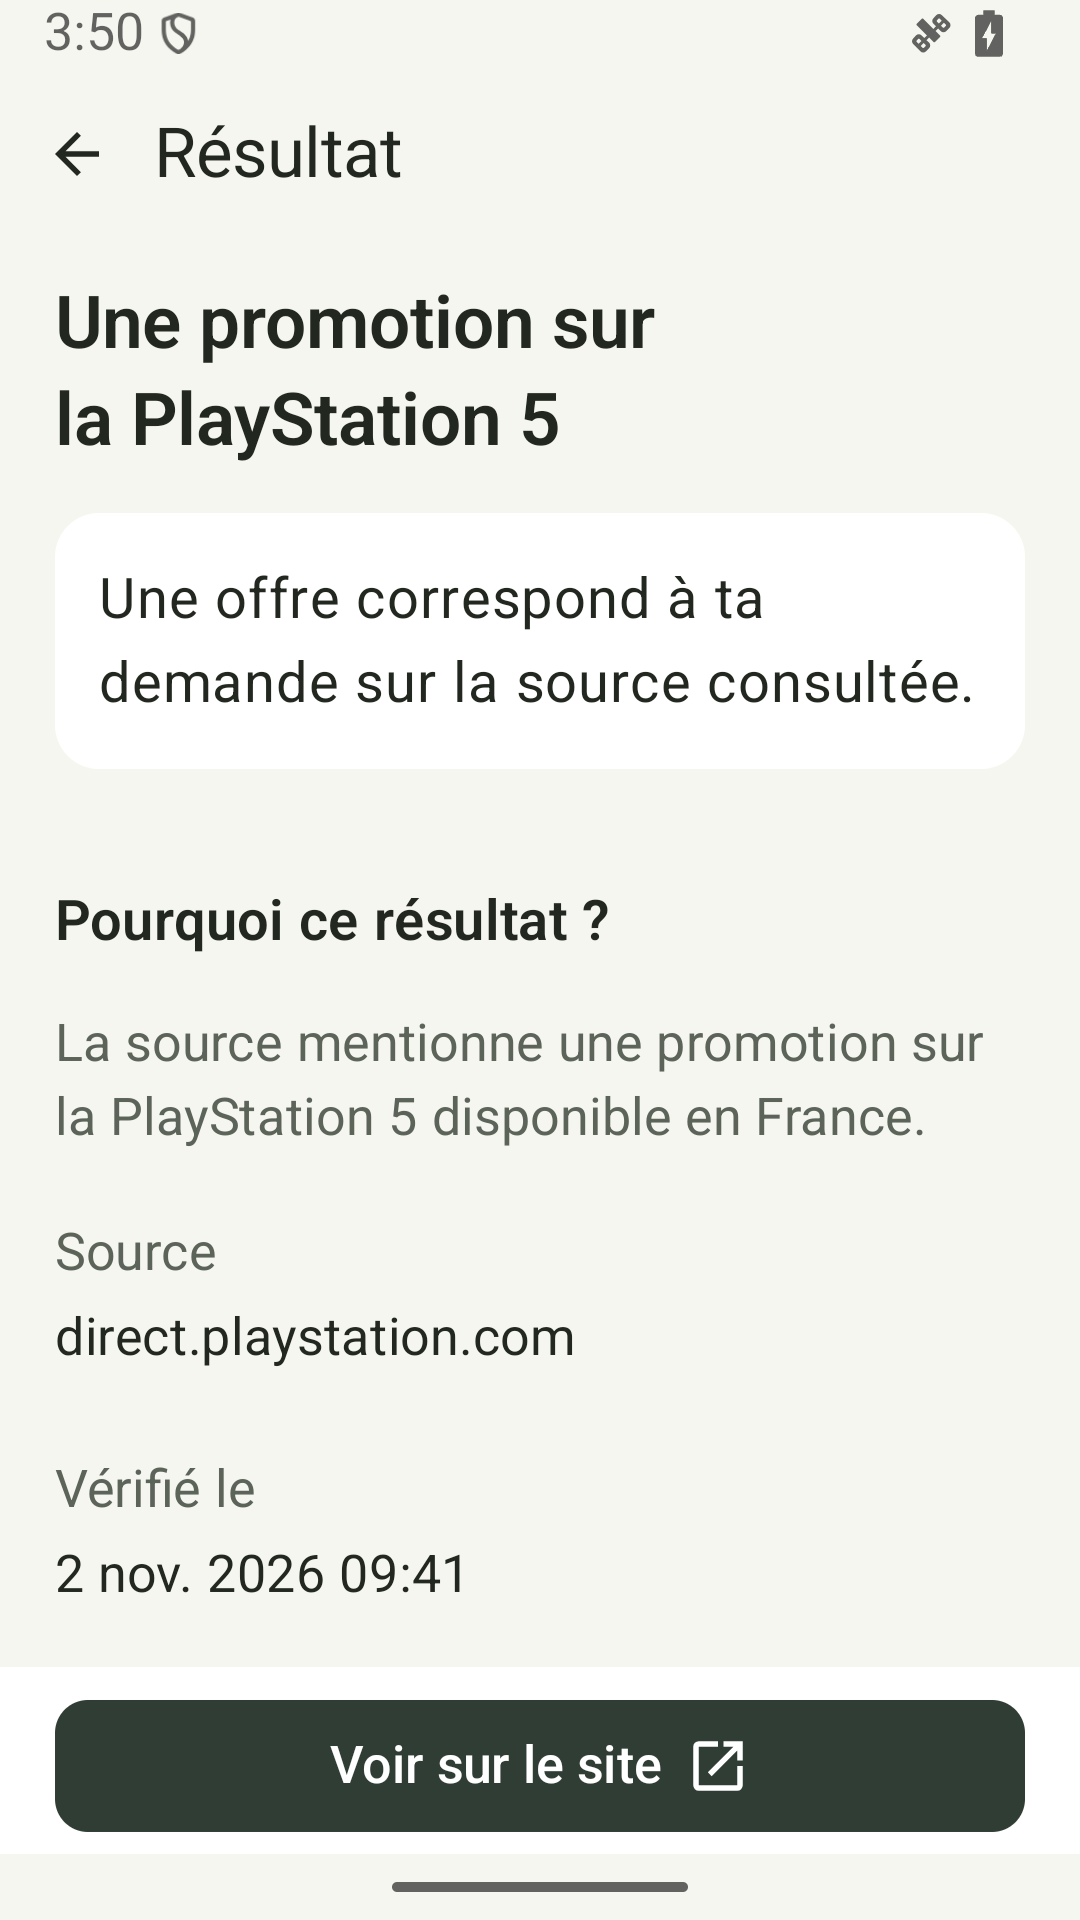 3:50
Résultat
Une promotion sur
la PlayStation 5
Une offre correspond à ta
demande sur la source consultée.
Pourquoi ce résultat ?
La source mentionne une promotion sur
la PlayStation 5 disponible en France.
Source
direct.playstation.com
Vérifié le
2 nov. 2026 09:41
Voir sur le site